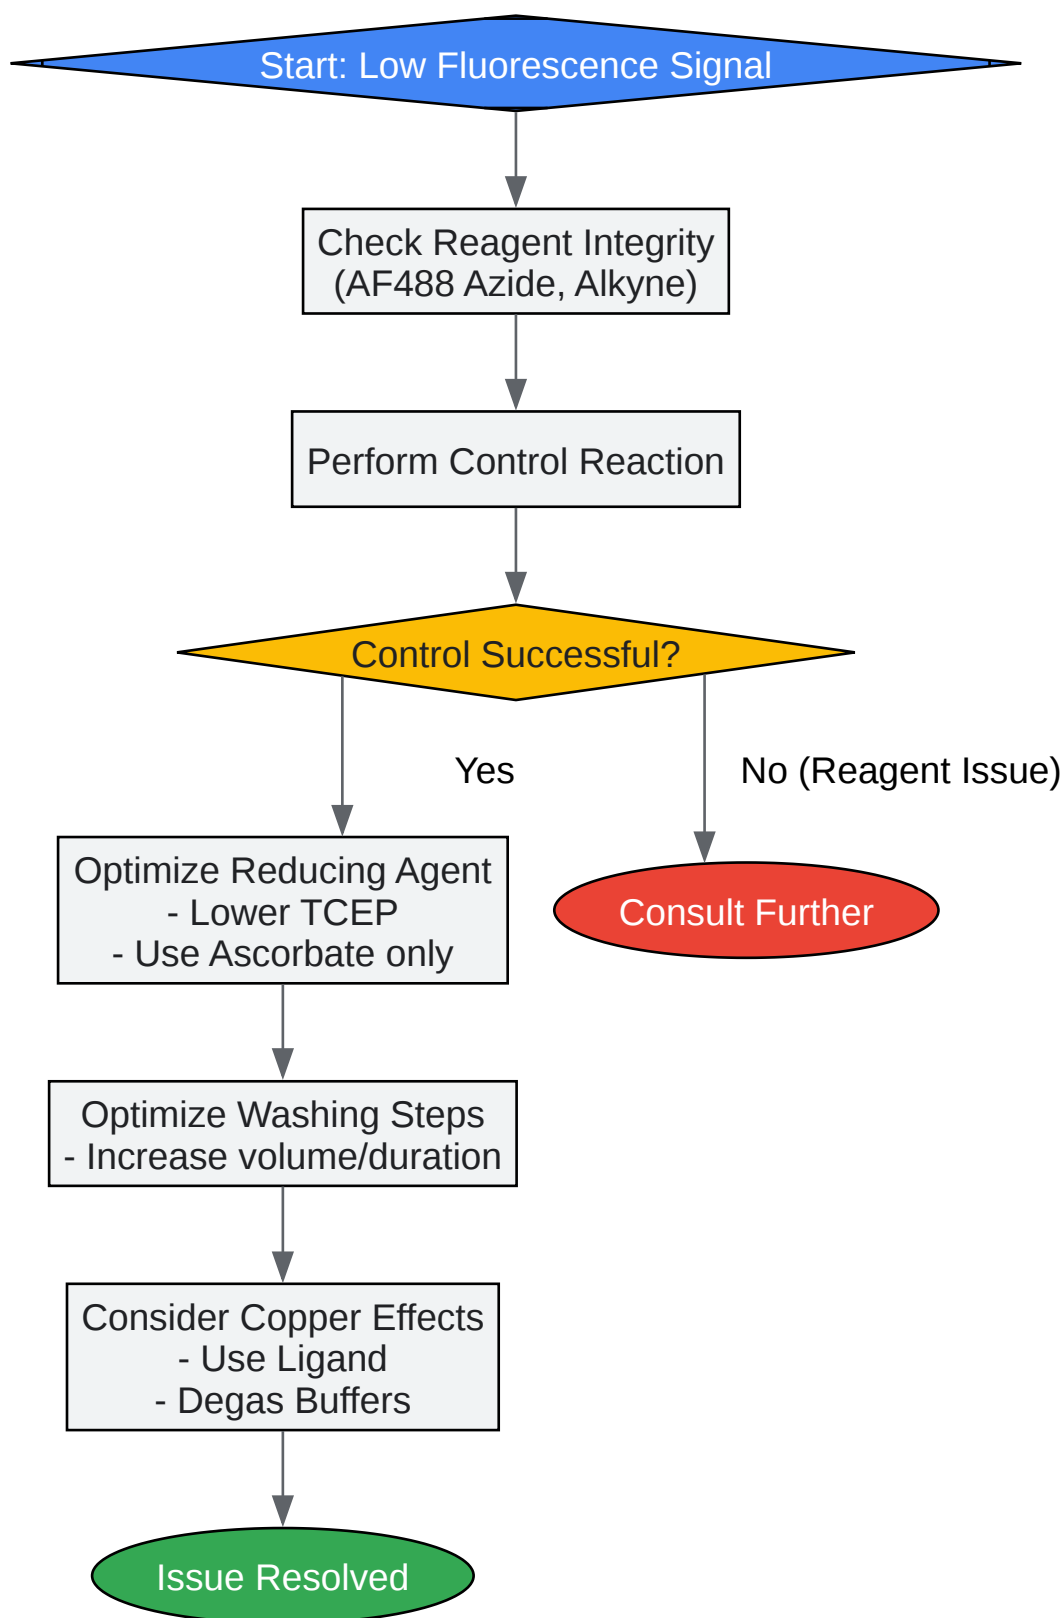 Start: Low Fluorescence Signal
Check Reagent Integrity
(AF488 Azide, Alkyne)
Perform Control Reaction
Control Successful?
Yes
No (Reagent Issue)
Optimize Reducing Agent
- Lower TCEP
- Use Ascorbate only
Consult Further
Optimize Washing Steps
- Increase volume/duration
Consider Copper Effects
- Use Ligand
- Degas Buffers
Issue Resolved